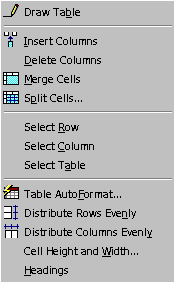 Draw Table
Insert Columns
Delete Columns
Merge Cells
Split Cells...
Select Row
Select Column
Select Table
Table AutoFormat...
Distribute Rows Evenly
Distribute Columns Evenly
Cell Height and Width...
Headings